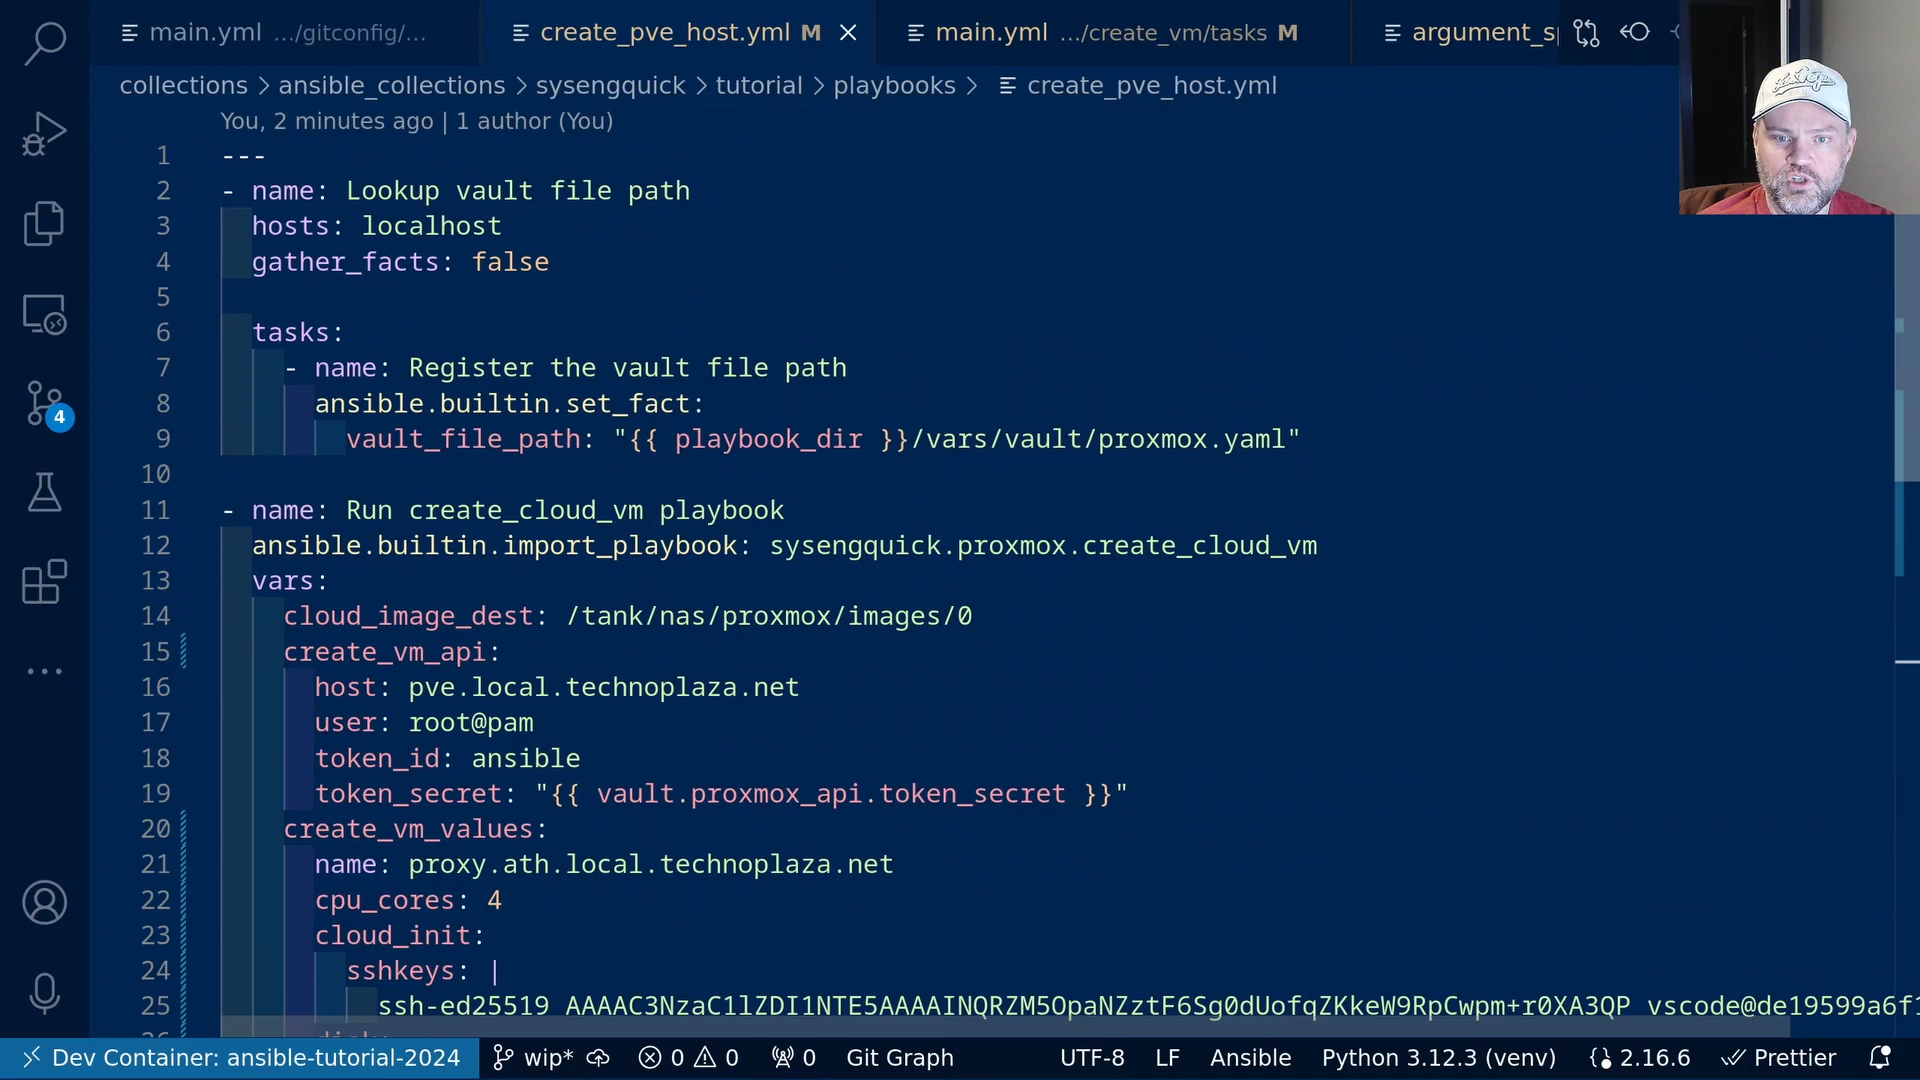 main.yml .../gitconfig/...
create_pve_host.yml M
main.yml .../create_vm/tasks M
collections > ansible_collections > sysengquick > tutorial > playbooks > create_pve_host.yml
You, 2 minutes ago | 1 author (You)
1 ---
2 - name: Lookup vault file path
3 hosts: localhost
4 gather_facts: false
5
6 tasks:
7 - name: Register the vault file path
8 ansible.builtin.set_fact:
9 vault_file_path: "{{ playbook_dir }}/vars/vault/proxmox.yaml"
10
11 - name: Run create_cloud_vm playbook
12 ansible.builtin.import_playbook: sysengquick.proxmox.create_cloud_vm
13 vars:
14 cloud_image_dest: /tank/nas/proxmox/images/0
15 create_vm_api:
16 host: pve.local.technoplaza.net
17 user: root@pam
18 token_id: ansible
19 token_secret: "{{ vault.proxmox_api.token_secret }}"
20 create_vm_values:
21 name: proxy.ath.local.technoplaza.net
22 cpu_cores: 4
23 cloud_init:
24 sshkeys: |
25 ssh-ed25519 AAAAC3NzaC1lZDI1NTE5AAAAINQRZM5OpaNZztF6Sg0dUofqZKkeW9RpCwpm+r0XA3QP vscode@de19599a6f1
4
Dev Container: ansible-tutorial-2024 wip* 0 0 0 Git Graph UTF-8 LF Ansible Python 3.12.3 (venv) 2.16.6 Prettier